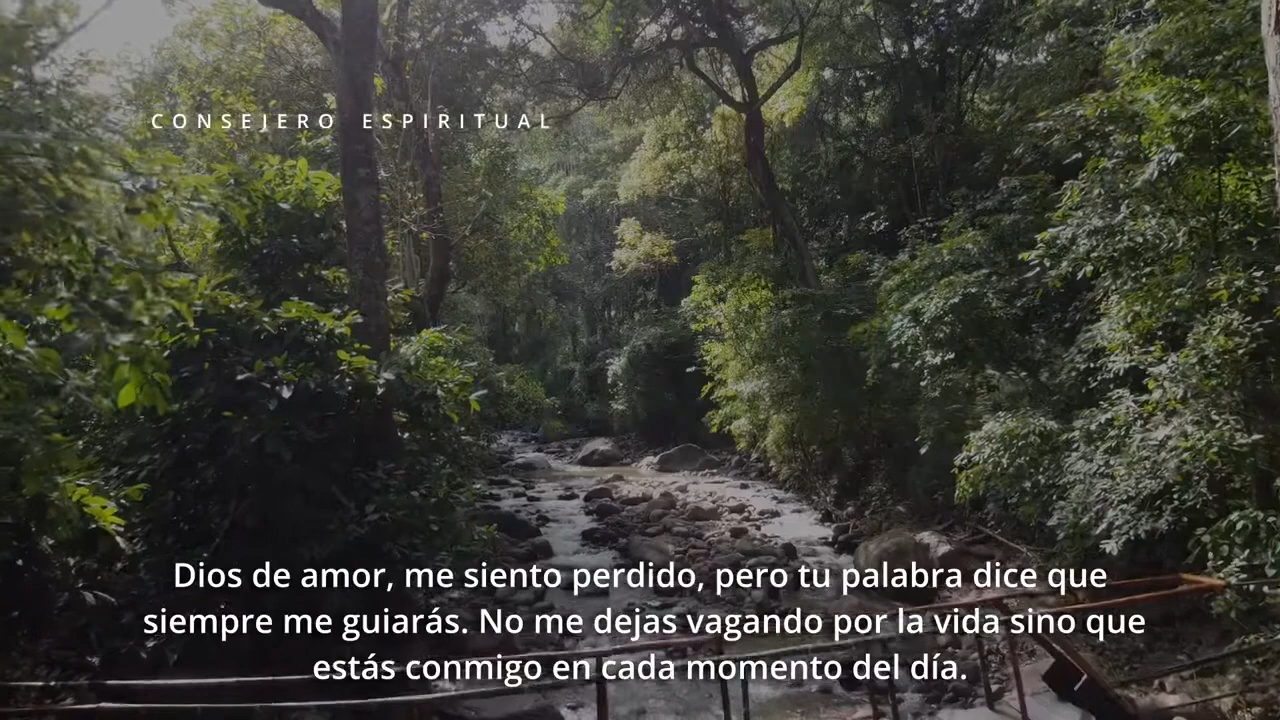 CONSEJERO ESPIRITUAL
Dios de amor, me siento perdido, pero tu palabra dice que
siempre me guiarás. No me dejas vagando por la vida sino que
estás conmigo en cada momento del día.